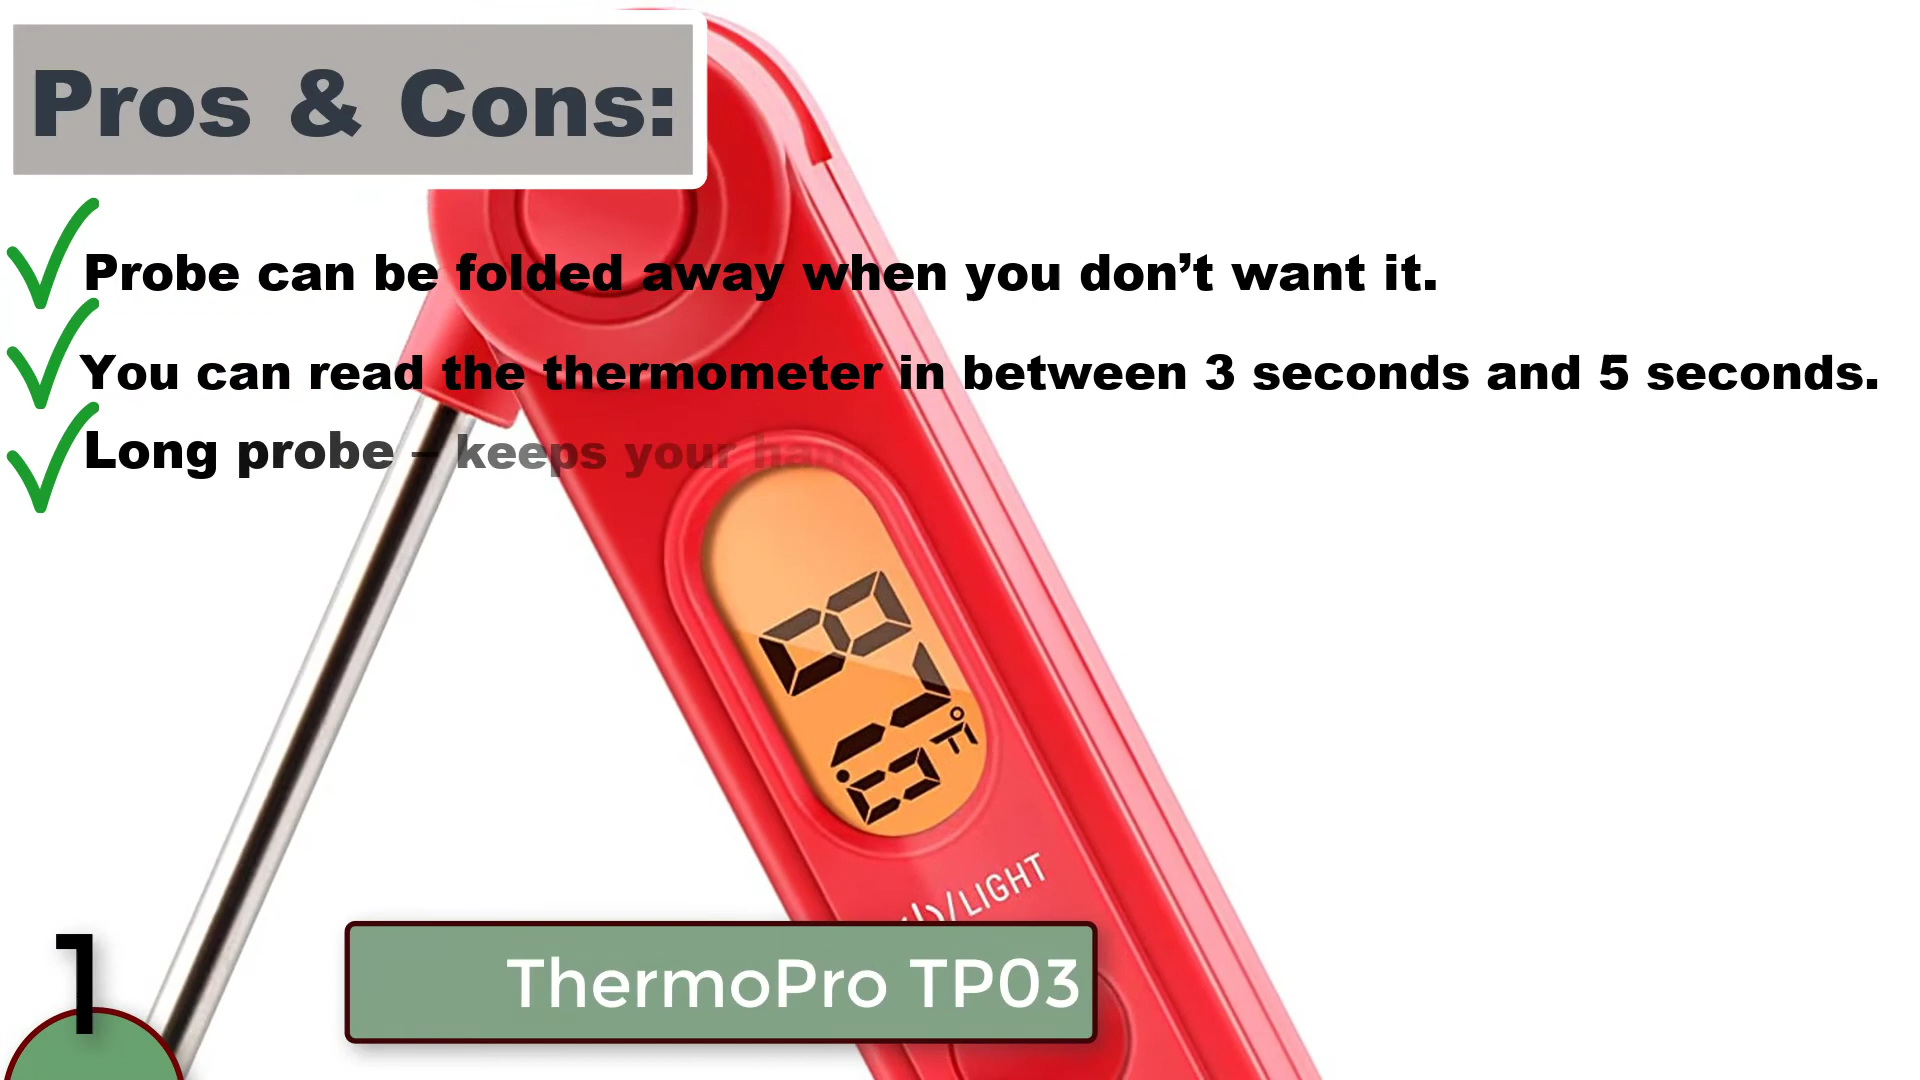 Pros & Cons:
Probe can be folded away when you don’t want it.
You can read the thermometer in between 3 seconds and 5 seconds.
Long probe – keeps your
/LIGHT
1
ThermoPro TP03